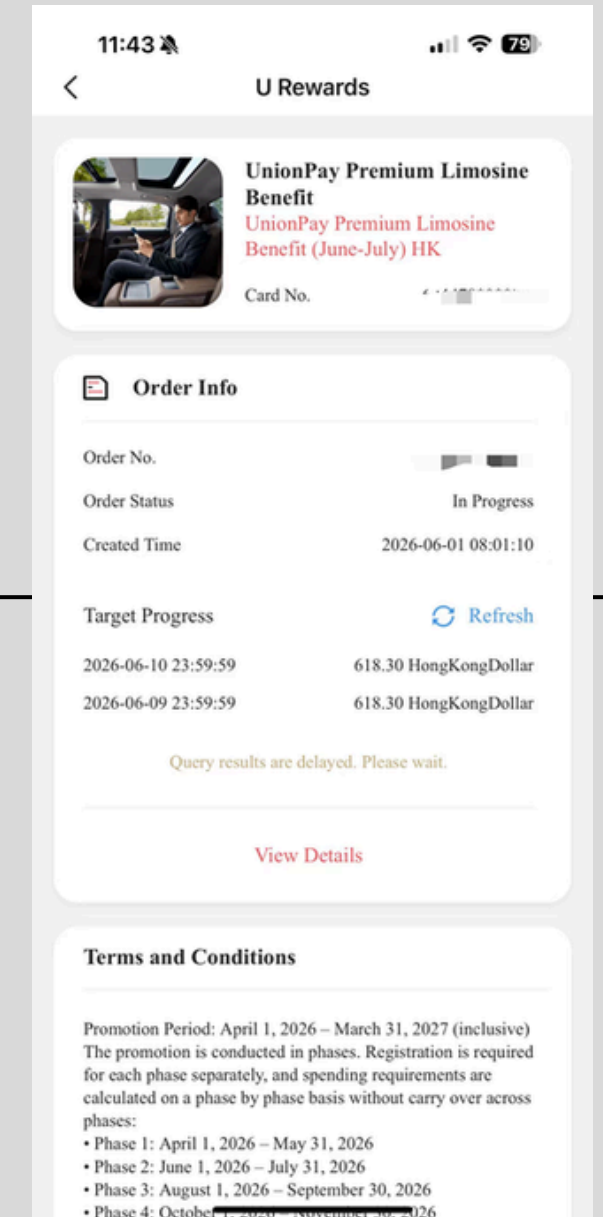 11:43
79
U Rewards
UnionPay Premium Limosine
Benefit
UnionPay Premium Limosine
Benefit (June-July) HK
Card No.
Order Info
Order No.
Order Status In Progress
Created Time 2026-06-01 08:01:10
Target Progress Refresh
2026-06-10 23:59:59 618.30 HongKongDollar
2026-06-09 23:59:59 618.30 HongKongDollar
Query results are delayed. Please wait.
View Details
Terms and Conditions
Promotion Period: April 1, 2026 – March 31, 2027 (inclusive)
The promotion is conducted in phases. Registration is required
for each phase separately, and spending requirements are
calculated on a phase by phase basis without carry over across
phases:
• Phase 1: April 1, 2026 – May 31, 2026
• Phase 2: June 1, 2026 – July 31, 2026
• Phase 3: August 1, 2026 – September 30, 2026
• Phase 4: October 2026